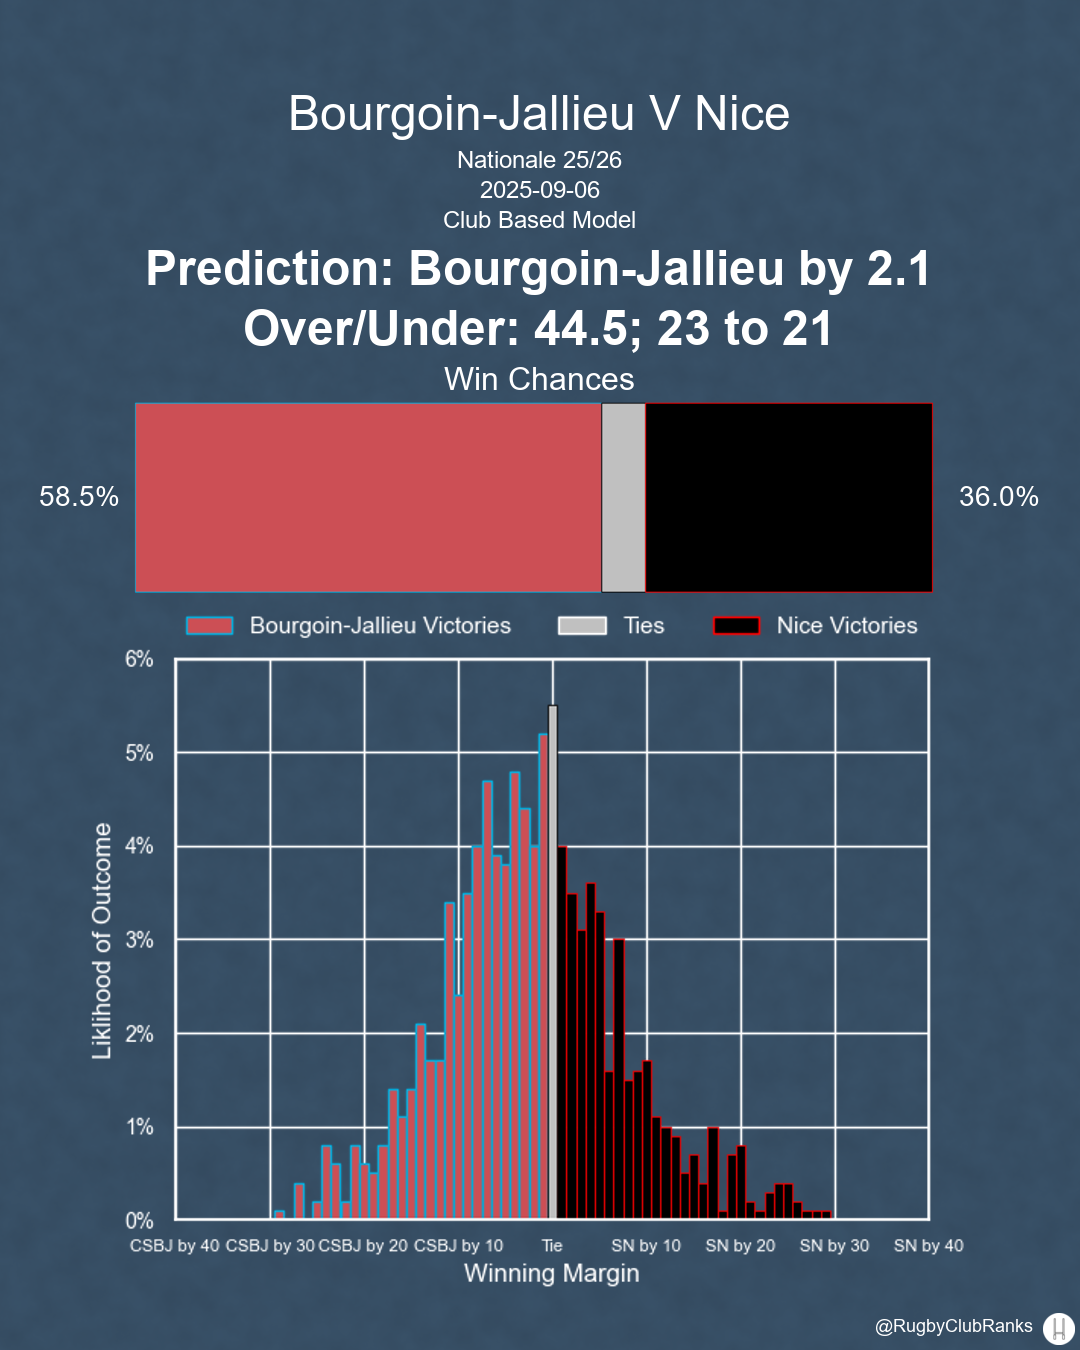 Bourgoin-Jallieu V Nice
Nationale 25/26
2025-09-06
Club Based Model
Prediction: Bourgoin-Jallieu by 2.1
Over/Under: 44.5; 23 to 21
Win Chances
58.5%
36.0%
Bourgoin-Jallieu Victories
Ties
Nice Victories
6%
5%
4%
3%
2%
1%
0%
Liklihood of Outcome
CSBJ by 40
CSBJ by 30
CSBJ by 20
CSBJ by 10
Tie
SN by 10
SN by 20
SN by 30
SN by 40
Winning Margin
@RugbyClubRanks